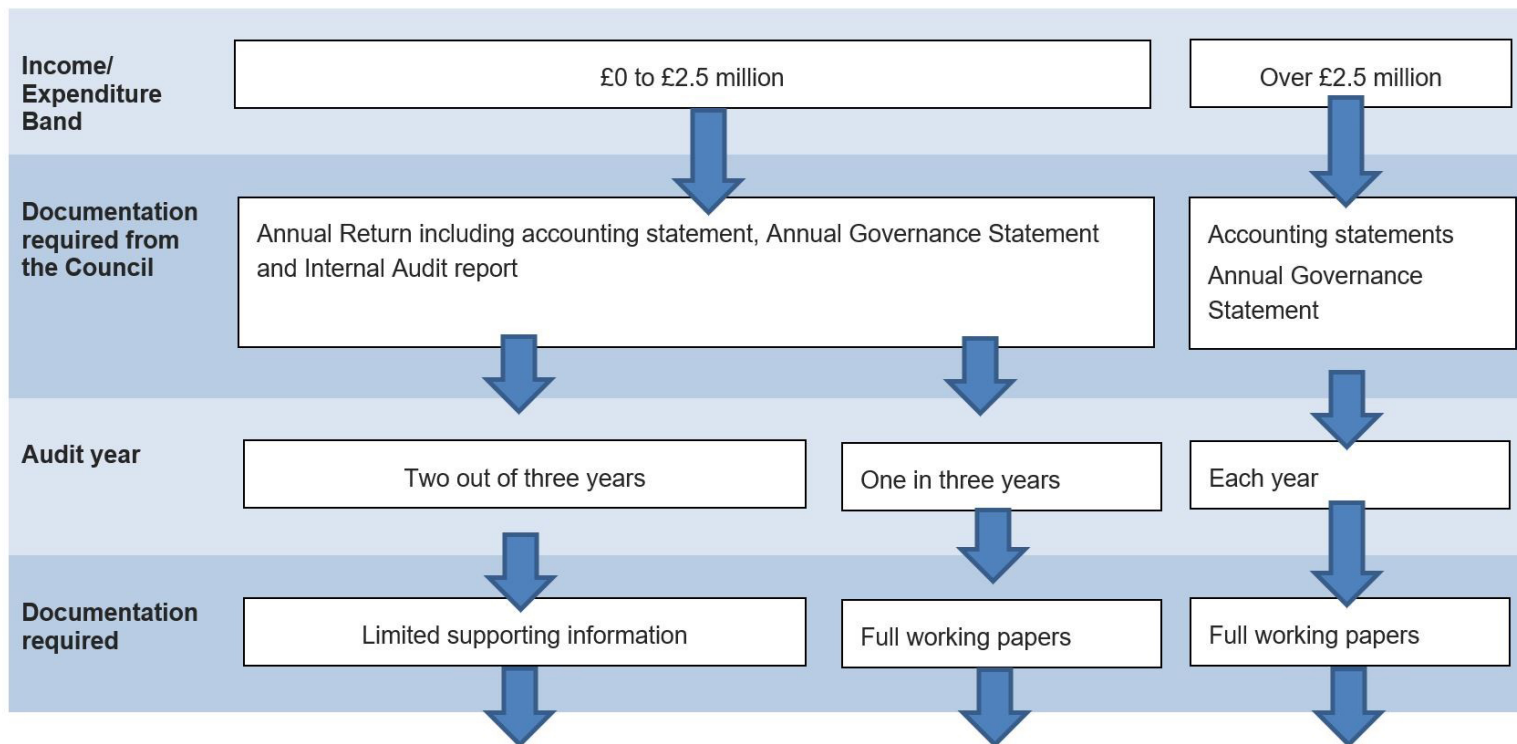 Income/
Expenditure
Band
£0 to £2.5 million
Over £2.5 million
Documentation
required from
the Council
Annual Return including accounting statement, Annual Governance Statement
and Internal Audit report
Accounting statements
Annual Governance
Statement
Audit year
Two out of three years
One in three years
Each year
Documentation
required
Limited supporting information
Full working papers
Full working papers